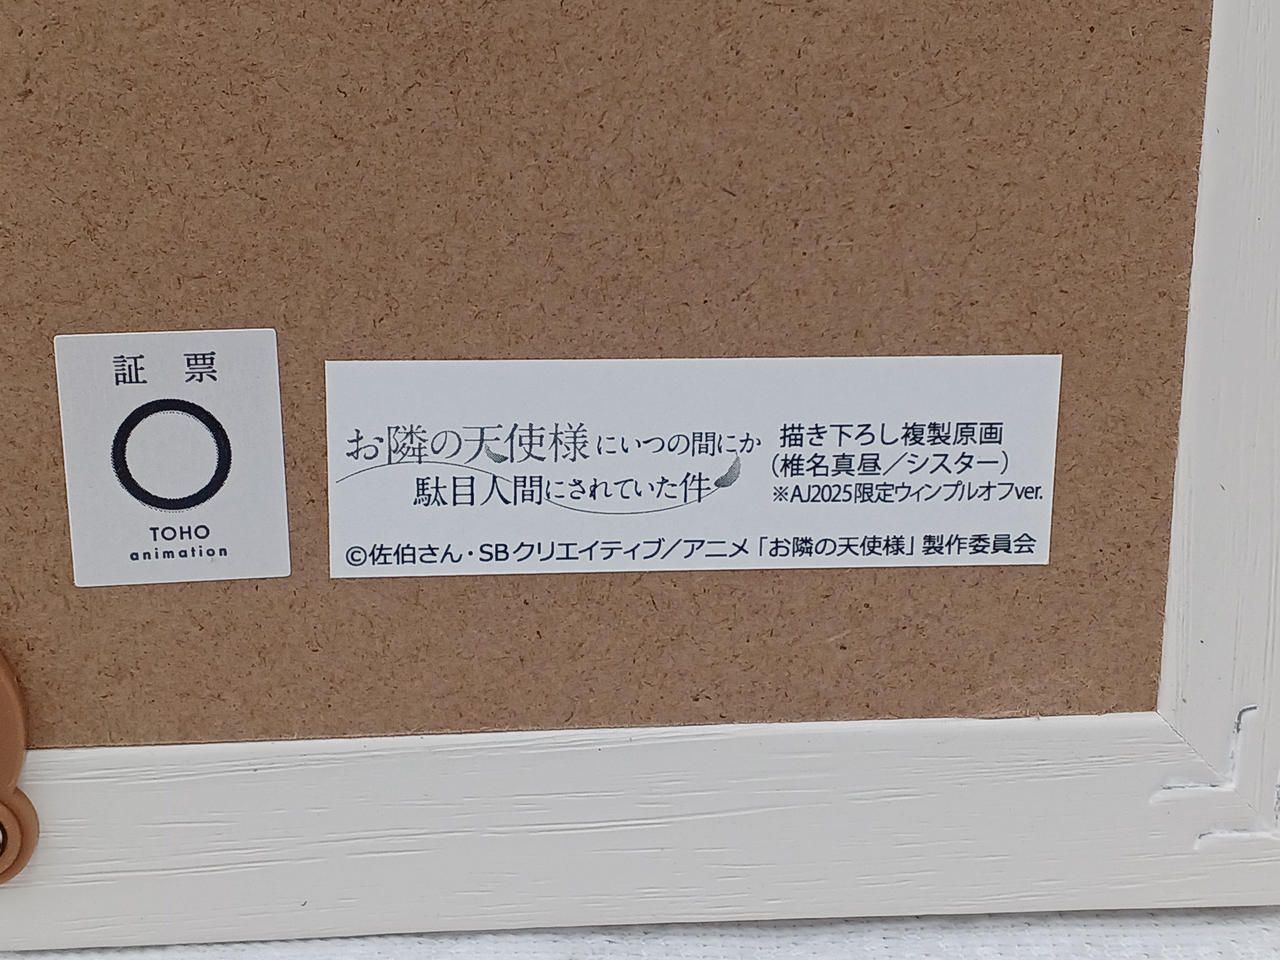 証 票
TOHO
animation
お隣の天使様にいつの間にか
駄目人間にされていた件
描き下ろし複製原画
（椎名真昼／シスター）
※AJ2025限定ウィンプルオフver.
©佐伯さん・SBクリエイティブ／アニメ「お隣の天使様」製作委員会